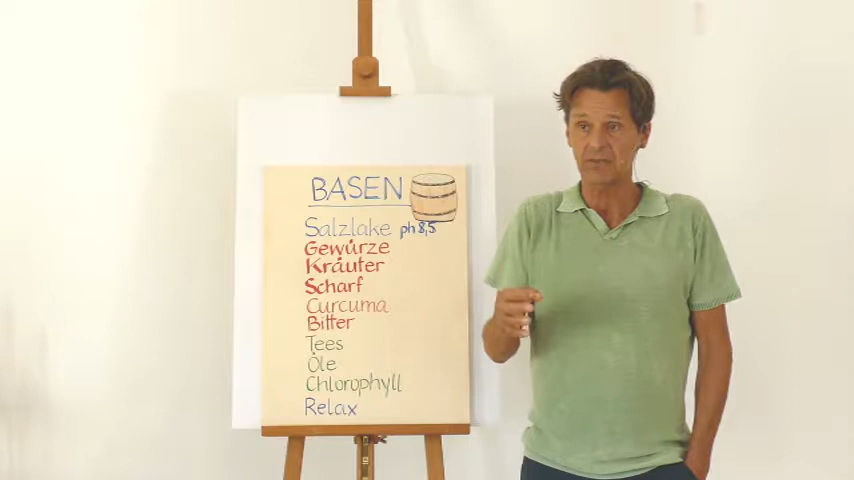 BASEN
Salzlake ph 8,5
Gewürze
Kräuter
Scharf
Curcuma
Bitter
Tees
Öle
Chlorophyll
Relax